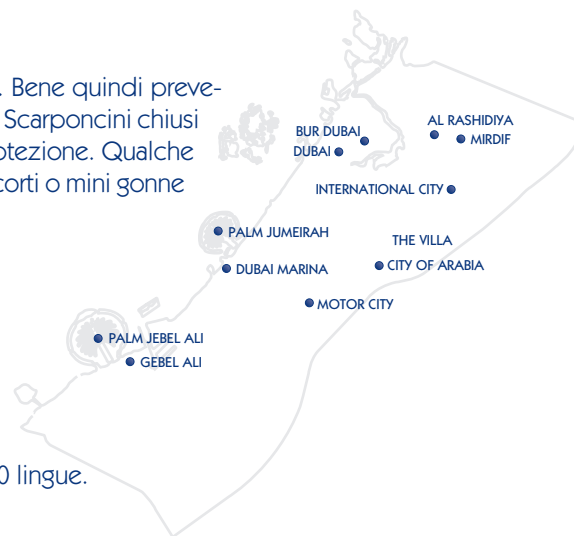 . Bene quindi preve-
Scarponcini chiusi
otezione. Qualche
corti o mini gonne
BUR DUBAI
DUBAI
AL RASHIDIYA
MIRDIF
INTERNATIONAL CITY
PALM JUMEIRAH
THE VILLA
DUBAI MARINA
CITY OF ARABIA
MOTOR CITY
PALM JEBEL ALI
GEBEL ALI
0 lingue.